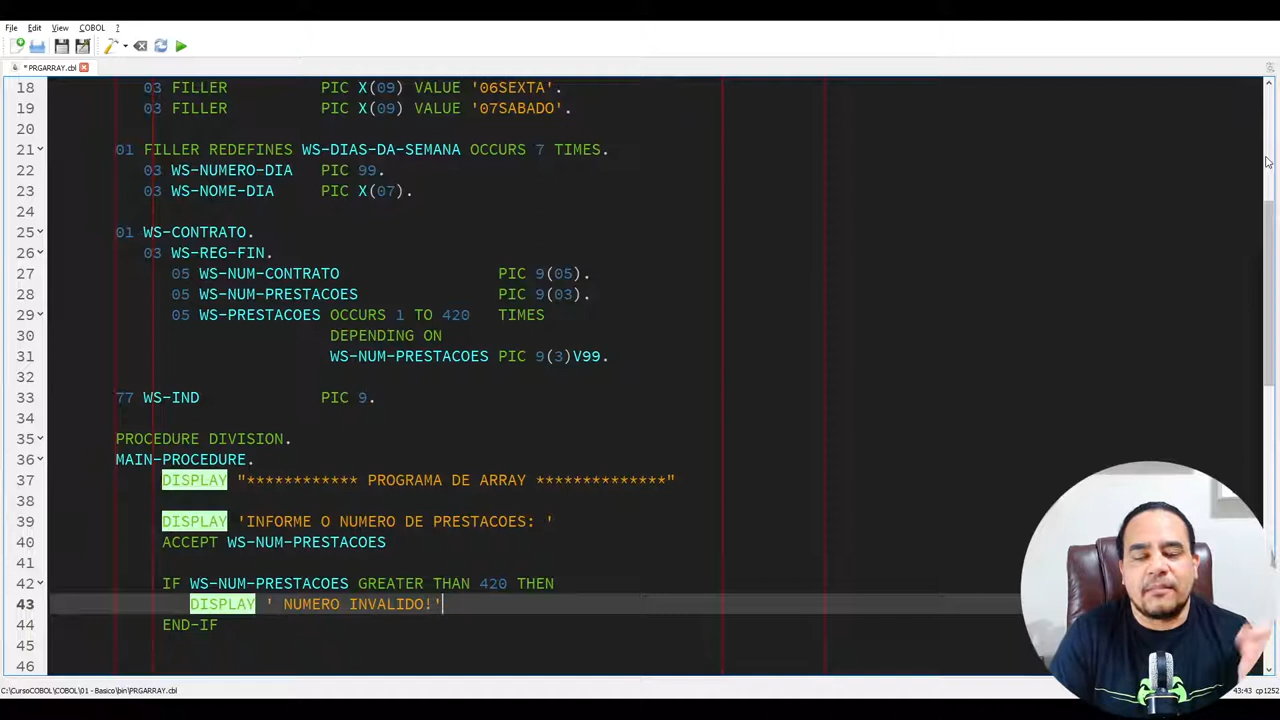 File Edit View COBOL ?
* PRGARRAY.cbl
18 03 FILLER PIC X(09) VALUE '06SEXTA'.
19 03 FILLER PIC X(09) VALUE '07SABADO'.
20
21 01 FILLER REDEFINES WS-DIAS-DA-SEMANA OCCURS 7 TIMES.
22 03 WS-NUMERO-DIA PIC 99.
23 03 WS-NOME-DIA PIC X(07).
24
25 01 WS-CONTRATO.
26 03 WS-REG-FIN.
27 05 WS-NUM-CONTRATO PIC 9(05).
28 05 WS-NUM-PRESTACOES PIC 9(03).
29 05 WS-PRESTACOES OCCURS 1 TO 420 TIMES
30 DEPENDING ON
31 WS-NUM-PRESTACOES PIC 9(3)V99.
32
33 77 WS-IND PIC 9.
34
35 PROCEDURE DIVISION.
36 MAIN-PROCEDURE.
37 DISPLAY "************ PROGRAMA DE ARRAY **************"
38
39 DISPLAY 'INFORME O NUMERO DE PRESTACOES: '
40 ACCEPT WS-NUM-PRESTACOES
41
42 IF WS-NUM-PRESTACOES GREATER THAN 420 THEN
43 DISPLAY ' NUMERO INVALIDO!'
44 END-IF
45
46
C:\CursoCOBOL\COBOL\01 - Basico\bin\PRGARRAY.cbl 43:43 cp1252